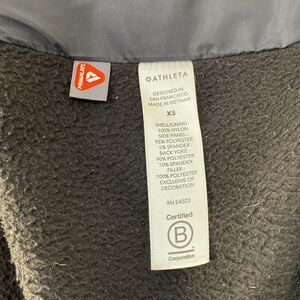 PRIMALOFT
ATHLETA
DESIGNED IN
SAN FRANCISCO
MADE IN VIETNAM
XS
SHELL/LINING :
100% NYLON
SIDE PANEL :
95% POLYESTER
5% SPANDEX
BACK YOKE :
90% POLYESTER
10% SPANDEX
FILLER :
100% POLYESTER
EXCLUSIVE OF
DECORATION
RN 54023
Certified
B
Corporation